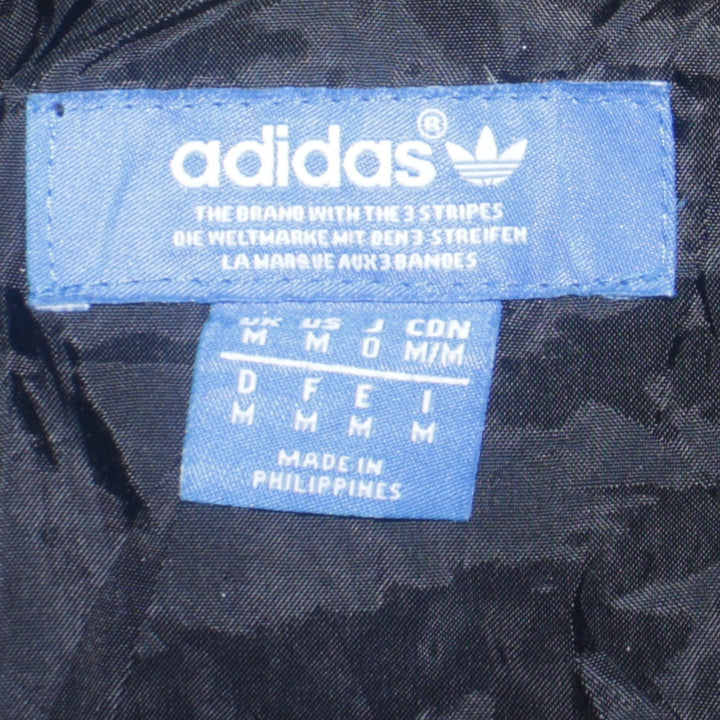 adidas®
THE BRAND WITH THE 3 STRIPES
DIE WELTMARKE MIT DEN 3 STREIFEN
LA MARQUE AUX 3 BANDES
UK US J CDN
M M O M/M
D F E I
M M M M
MADE IN
PHILIPPINES